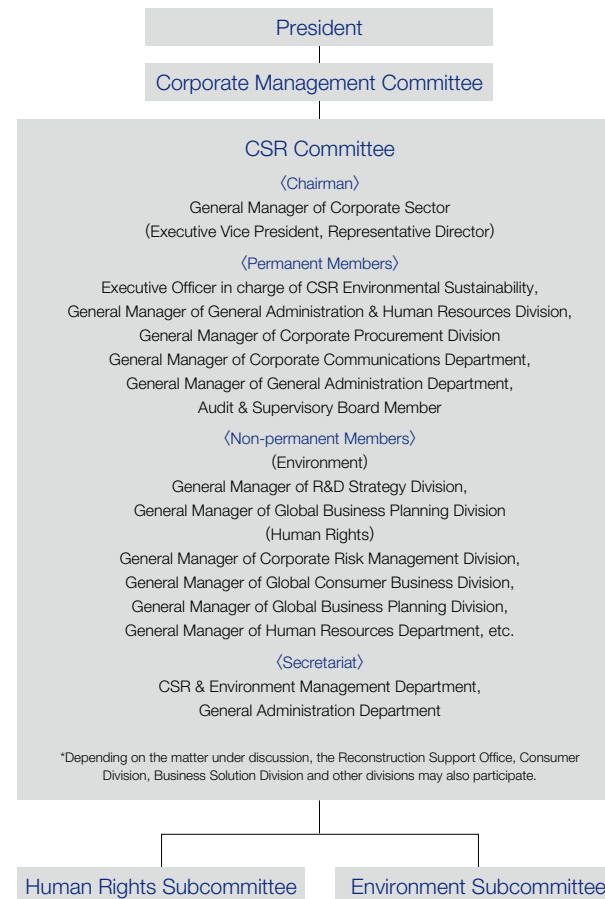 President
Corporate Management Committee
CSR Committee
〈Chairman〉
General Manager of Corporate Sector
(Executive Vice President, Representative Director)
〈Permanent Members〉
Executive Officer in charge of CSR Environmental Sustainability,
General Manager of General Administration & Human Resources Division,
General Manager of Corporate Procurement Division
General Manager of Corporate Communications Department,
General Manager of General Administration Department,
Audit & Supervisory Board Member
〈Non-permanent Members〉
(Environment)
General Manager of R&D Strategy Division,
General Manager of Global Business Planning Division
(Human Rights)
General Manager of Corporate Risk Management Division,
General Manager of Global Consumer Business Division,
General Manager of Global Business Planning Division,
General Manager of Human Resources Department, etc.
〈Secretariat〉
CSR & Environment Management Department,
General Administration Department
*Depending on the matter under discussion, the Reconstruction Support Office, Consumer
Division, Business Solution Division and other divisions may also participate.
Human Rights Subcommittee
Environment Subcommittee